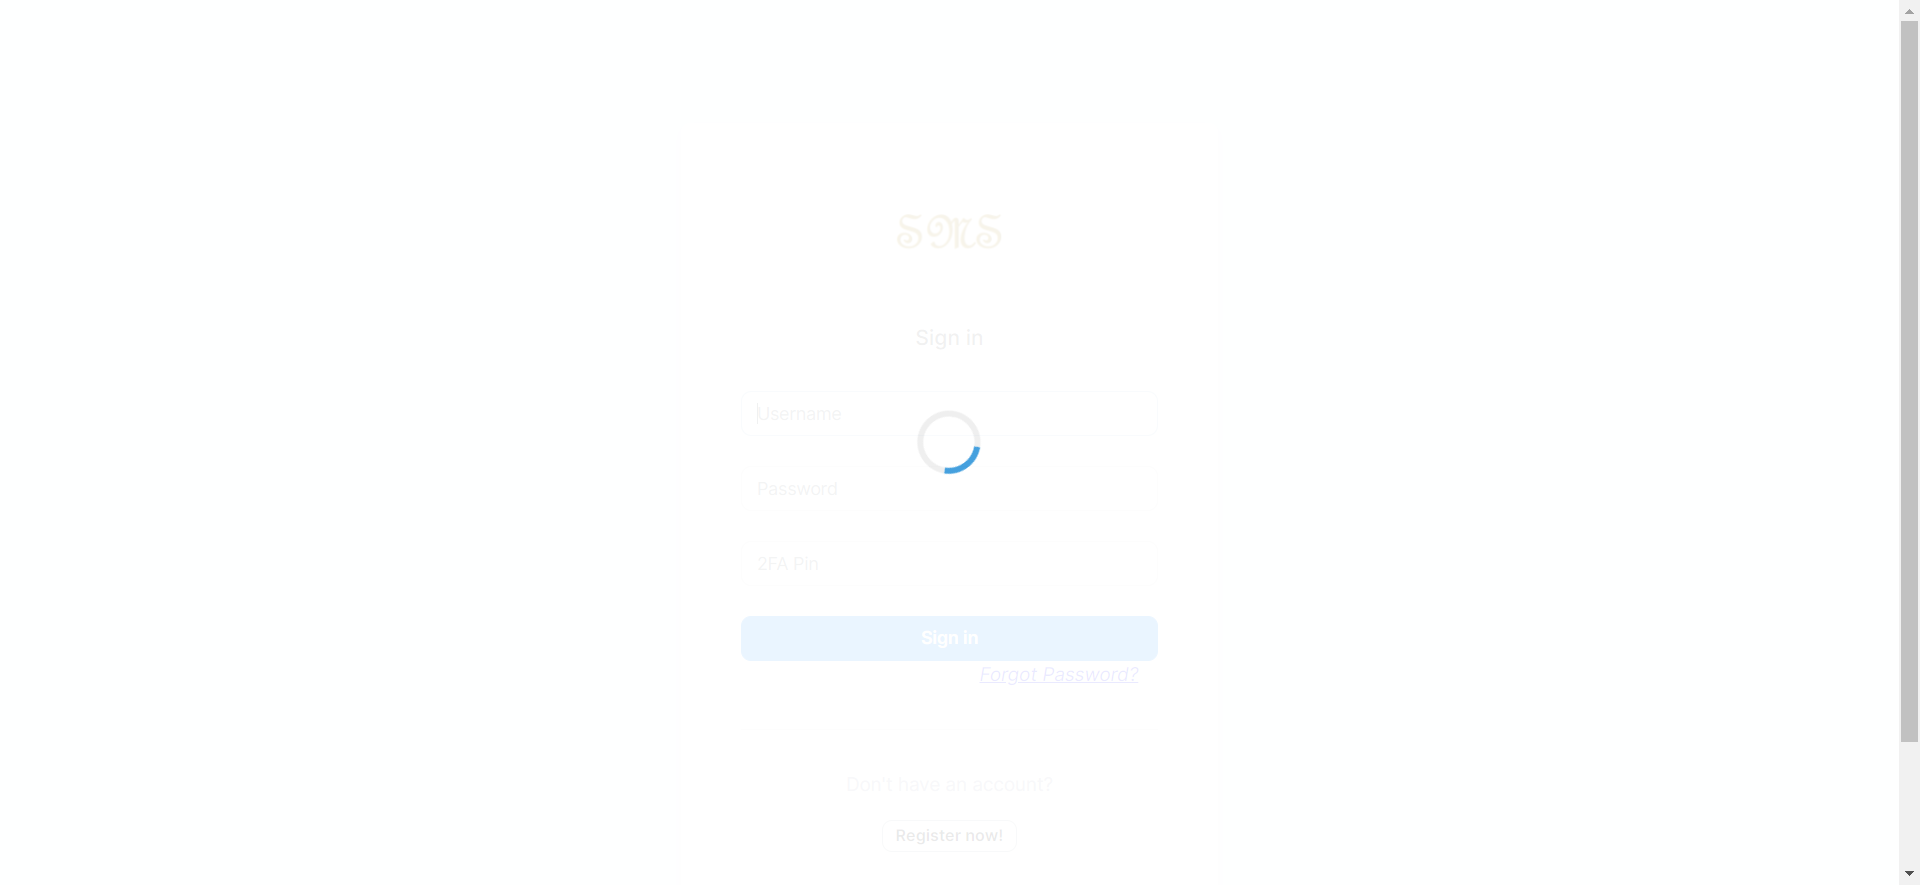 SMS
Sign in
Username
Password
2FA Pin
Sign in
Forgot Password?
Don't have an account?
Register now!